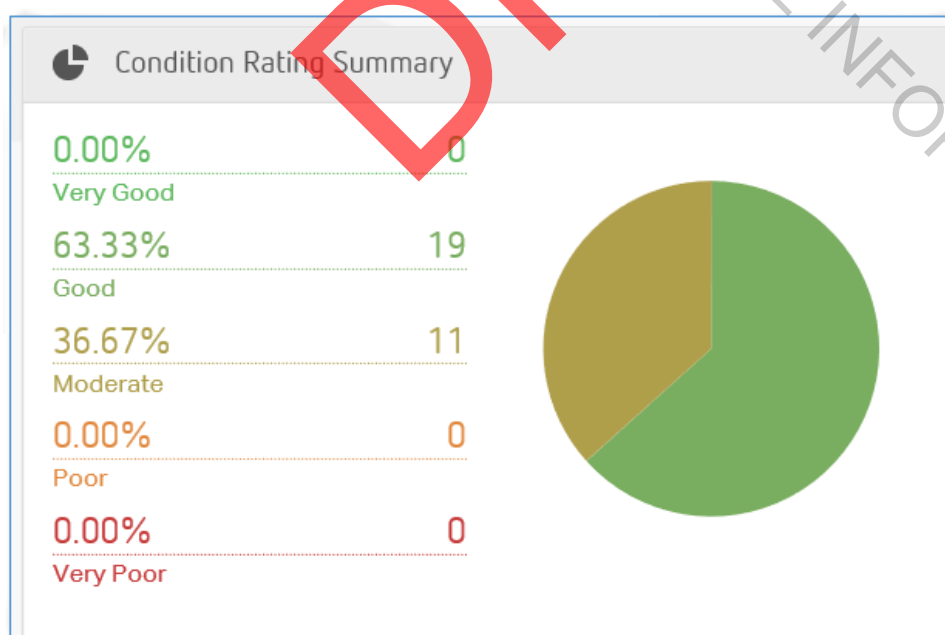 Condition Rating Summary
0.00% 0
Very Good
63.33% 19
Good
36.67% 11
Moderate
0.00% 0
Poor
0.00% 0
Very Poor